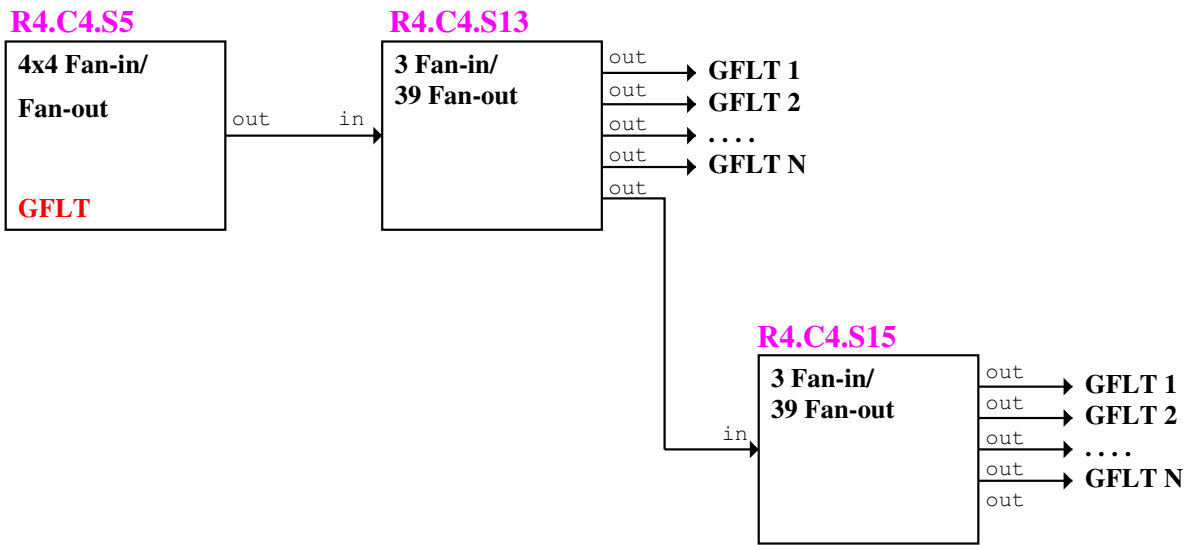 R4.C4.S5
4x4 Fan-in/
Fan-out
GFLT
out
in
R4.C4.S13
3 Fan-in/
39 Fan-out
out
GFLT 1
out
GFLT 2
out
. . . .
out
GFLT N
out
R4.C4.S15
in
3 Fan-in/
39 Fan-out
out
GFLT 1
out
GFLT 2
out
. . . .
out
GFLT N
out